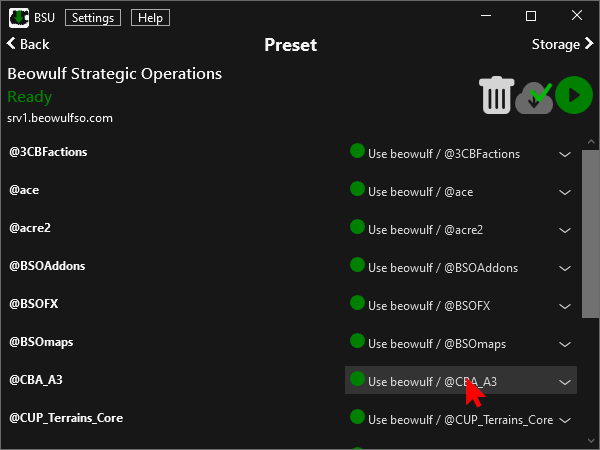 BSU Settings Help
Back Preset Storage
Beowulf Strategic Operations
Ready
srv1.beowulfso.com
@3CBFactions Use beowulf / @3CBFactions
@ace Use beowulf / @ace
@acre2 Use beowulf / @acre2
@BSOAddons Use beowulf / @BSOAddons
@BSOFX Use beowulf / @BSOFX
@BSOmaps Use beowulf / @BSOmaps
@CBA_A3 Use beowulf / @CBA_A3
@CUP_Terrains_Core Use beowulf / @CUP_Terrains_Core